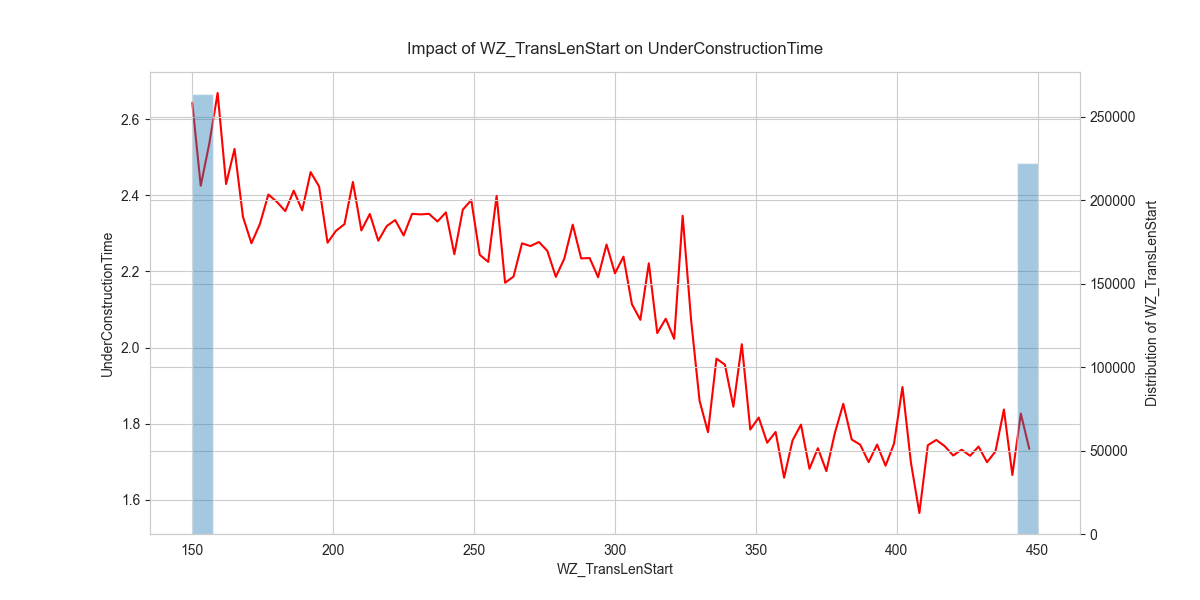 Impact of WZ_TransLenStart on UnderConstructionTime
2.6
2.4
2.2
2.0
1.8
1.6
UnderConstructionTime
250000
200000
150000
100000
50000
0
Distribution of WZ_TransLenStart
150 200 250 300 350 400 450
WZ_TransLenStart